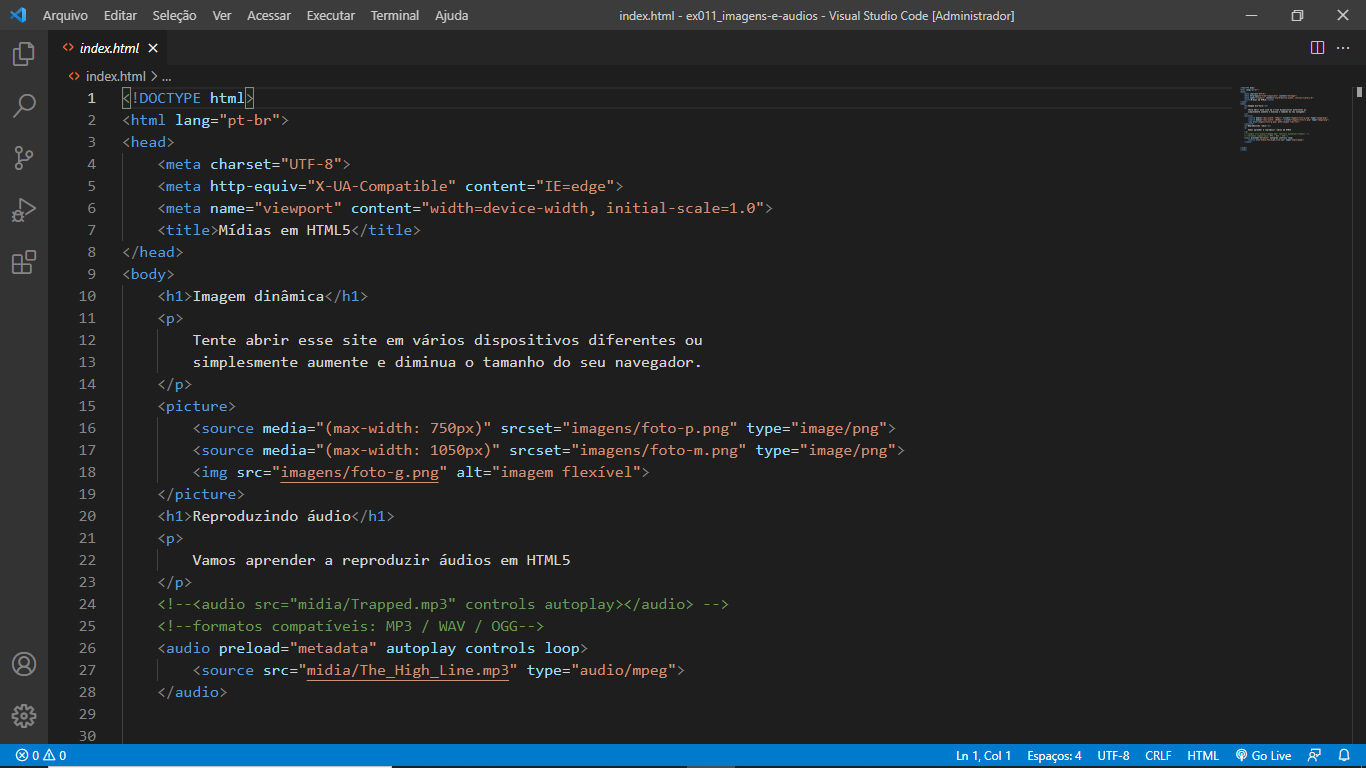 Arquivo Editar Seleção Ver Acessar Executar Terminal Ajuda index.html - ex011_imagens-e-audios - Visual Studio Code [Administrador]
index.html
index.html > ...
1 <!DOCTYPE html>
2 <html lang="pt-br">
3 <head>
4 <meta charset="UTF-8">
5 <meta http-equiv="X-UA-Compatible" content="IE=edge">
6 <meta name="viewport" content="width=device-width, initial-scale=1.0">
7 <title>Mídias em HTML5</title>
8 </head>
9 <body>
10 <h1>Imagem dinâmica</h1>
11 <p>
12 Tente abrir esse site em vários dispositivos diferentes ou
13 simplesmente aumente e diminua o tamanho do seu navegador.
14 </p>
15 <picture>
16 <source media="(max-width: 750px)" srcset="imagens/foto-p.png" type="image/png">
17 <source media="(max-width: 1050px)" srcset="imagens/foto-m.png" type="image/png">
18 <img src="imagens/foto-g.png" alt="imagem flexível">
19 </picture>
20 <h1>Reproduzindo áudio</h1>
21 <p>
22 Vamos aprender a reproduzir áudios em HTML5
23 </p>
24 <!--<audio src="midia/Trapped.mp3" controls autoplay></audio> -->
25 <!--formatos compatíveis: MP3 / WAV / OGG-->
26 <audio preload="metadata" autoplay controls loop>
27 <source src="midia/The_High_Line.mp3" type="audio/mpeg">
28 </audio>
29
30
0 0 Ln 1, Col 1 Espaços: 4 UTF-8 CRLF HTML Go Live